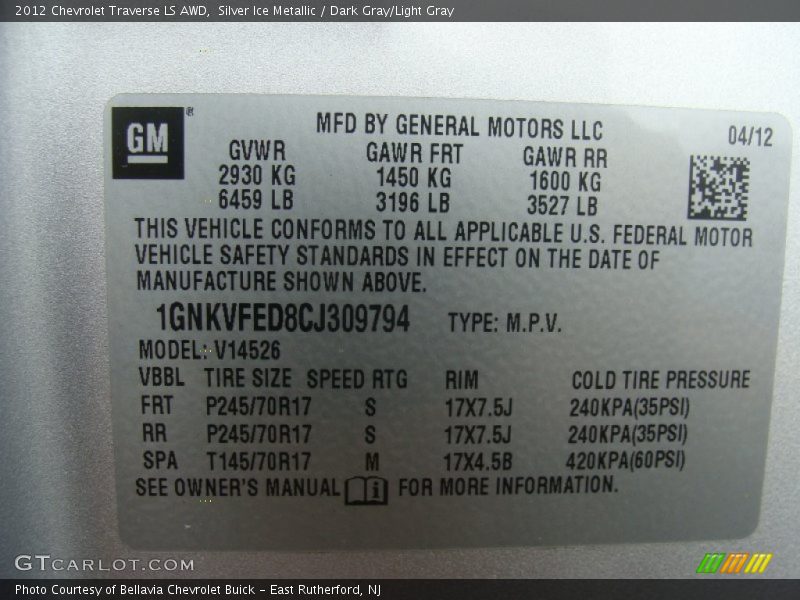 2012 Chevrolet Traverse LS AWD,  Silver Ice Metallic / Dark Gray/Light Gray
GM ®
MFD BY GENERAL MOTORS LLC 04/12
GVWR GAWR FRT GAWR RR
2930 KG 1450 KG 1600 KG
6459 LB 3196 LB 3527 LB
THIS VEHICLE CONFORMS TO ALL APPLICABLE U.S. FEDERAL MOTOR
VEHICLE SAFETY STANDARDS IN EFFECT ON THE DATE OF
MANUFACTURE SHOWN ABOVE.
1GNKVFED8CJ309794 TYPE: M.P.V.
MODEL: V14526
VBBL TIRE SIZE SPEED RTG RIM COLD TIRE PRESSURE
FRT P245/70R17 S 17X7.5J 240KPA(35PSI)
RR P245/70R17 S 17X7.5J 240KPA(35PSI)
SPA T145/70R17 M 17X4.5B 420KPA(60PSI)
SEE OWNER'S MANUAL i FOR MORE INFORMATION.
GTCARLOT.COM
Photo Courtesy of Bellavia Chevrolet Buick - East Rutherford, NJ